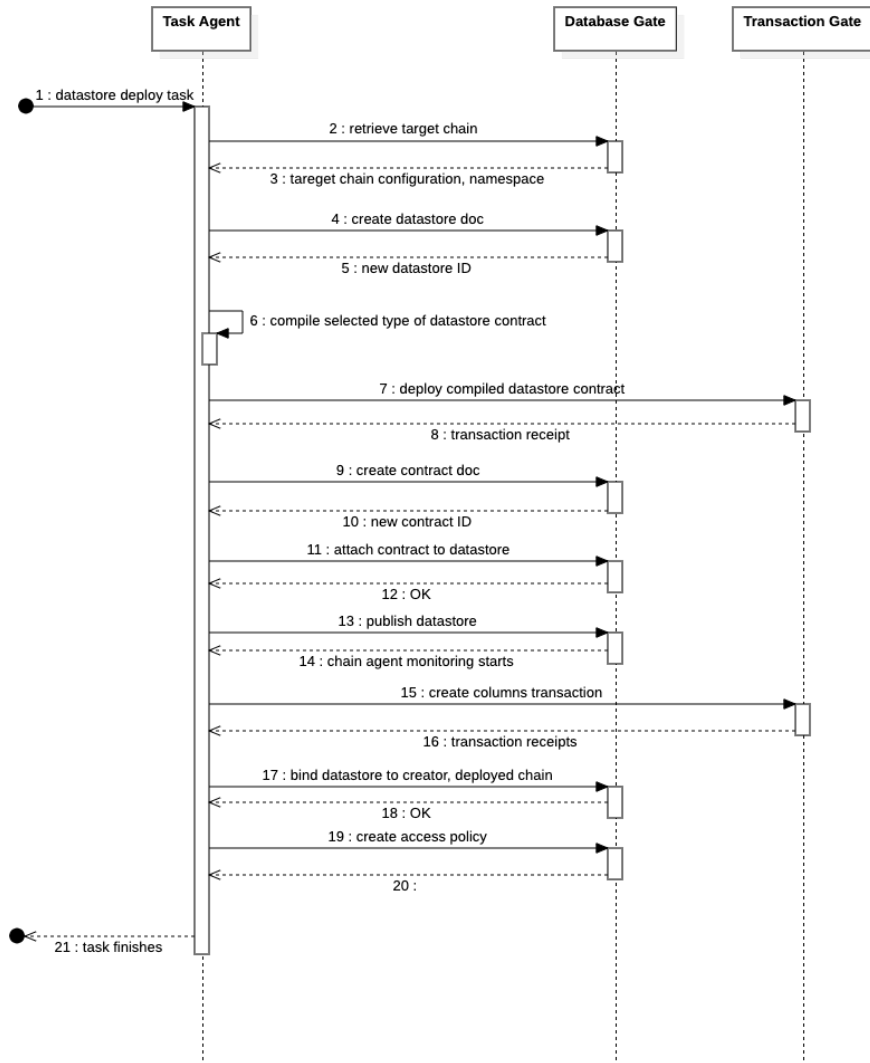 Task Agent
Database Gate
Transaction Gate
1 : datastore deploy task
2 : retrieve target chain
3 : tareget chain configuration, namespace
4 : create datastore doc
5 : new datastore ID
6 : compile selected type of datastore contract
7 : deploy compiled datastore contract
8 : transaction receipt
9 : create contract doc
10 : new contract ID
11 : attach contract to datastore
12 : OK
13 : publish datastore
14 : chain agent monitoring starts
15 : create columns transaction
16 : transaction receipts
17 : bind datastore to creator, deployed chain
18 : OK
19 : create access policy
20 :
21 : task finishes